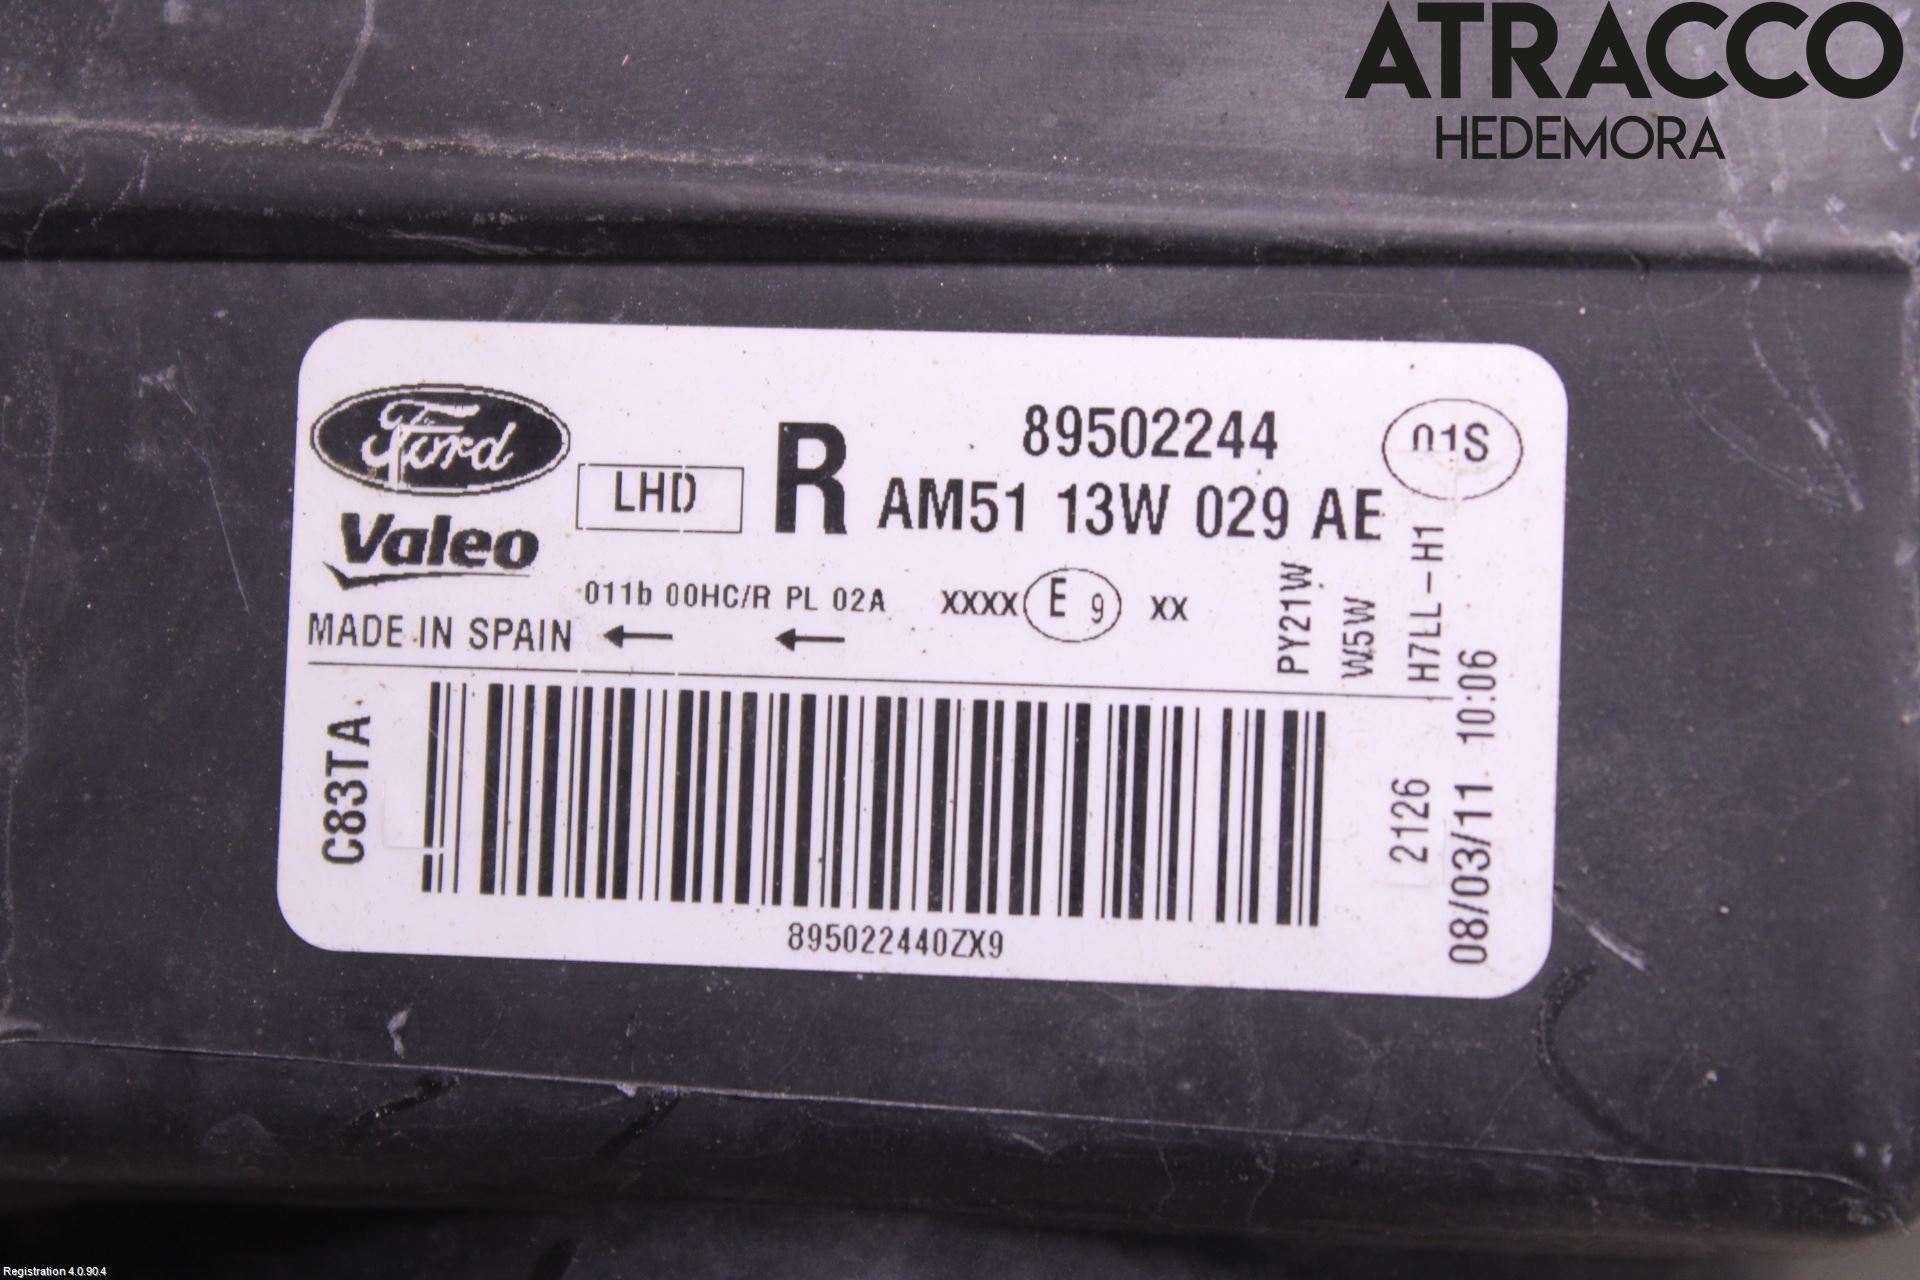 ATRACCO
HEDEMORA
Ford
Valeo
LHD
R
89502244
01S
AM51 13W 029 AE
011b 00HC/R PL 02A
XXXX E 9 XX
MADE IN SPAIN
PY21W
W5W
H7LL-H1
C83TA
2126
08/03/11 10:06
895022440ZX9
Registration 4.0.90.4